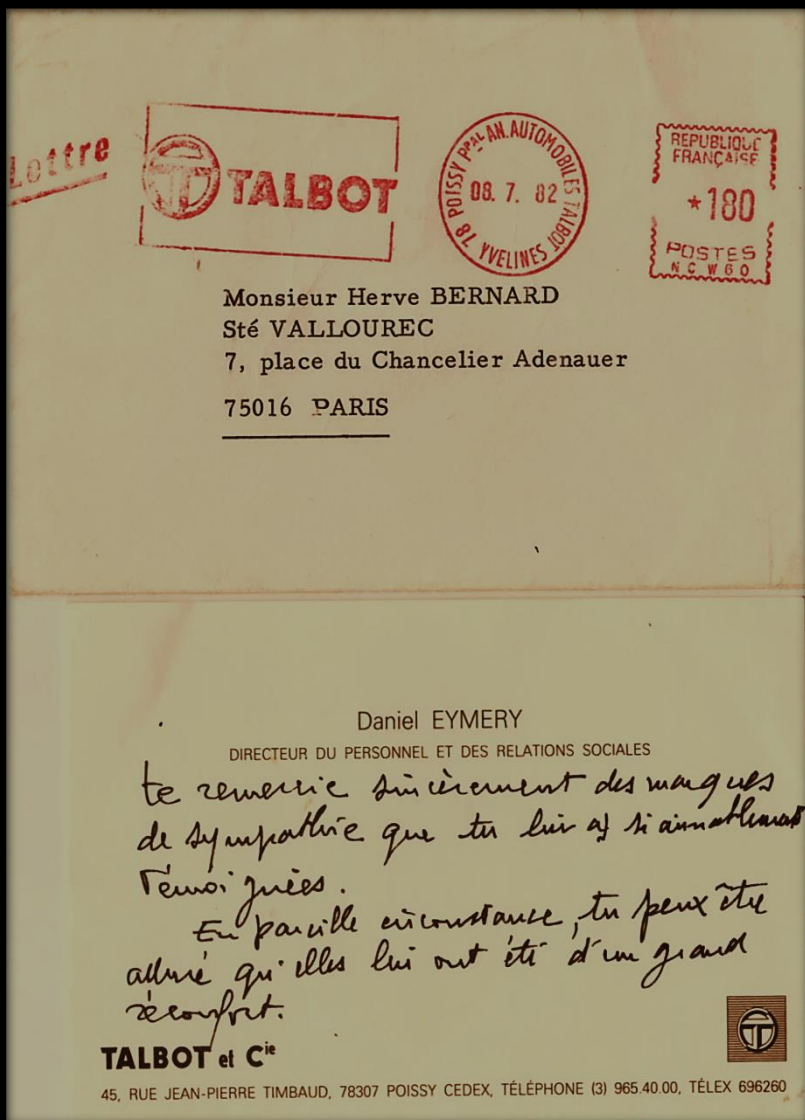 Lettre
TALBOT
78 POISSY Ppal AN. AUTOMOBILES TALBOT
08. 7. 82
YVELINES
REPUBLIQUE
FRANÇAISE
*180
POSTES
N C W60
Monsieur Herve BERNARD
Sté VALLOUREC
7, place du Chancelier Adenauer
75016 PARIS
Daniel EYMERY
DIRECTEUR DU PERSONNEL ET DES RELATIONS SOCIALES
te remercie sincèrement des marques
de sympathie que tu lui as si aimablement
témoignées.
En pareille circonstance, tu peux être
assuré qu'elles lui ont été d'un grand
réconfort.
TALBOT et Cie
45, RUE JEAN-PIERRE TIMBAUD, 78307 POISSY CEDEX, TÉLÉPHONE (3) 965.40.00, TÉLEX 696260